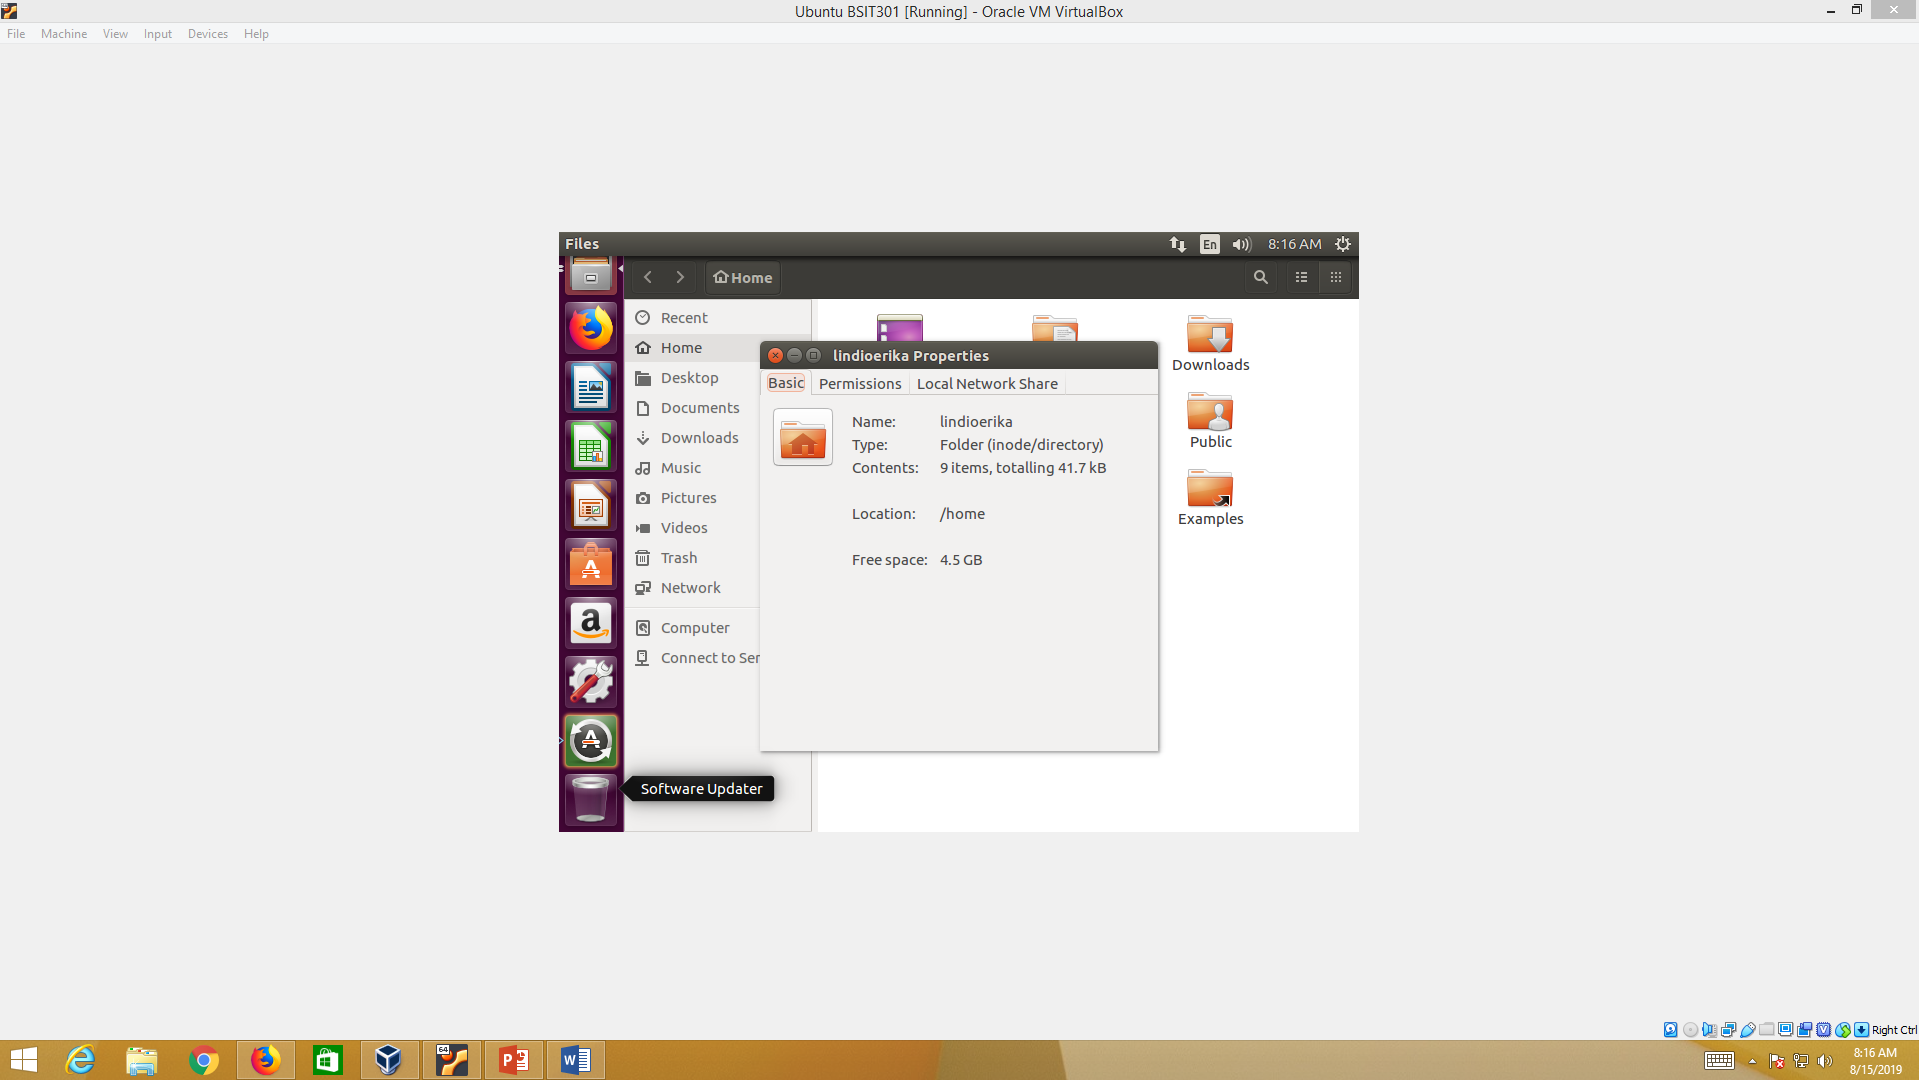 Ubuntu BSIT301 [Running] - Oracle VM VirtualBox
File Machine View Input Devices Help
Files En 8:16 AM
Home
Recent
Home
Desktop
Documents
Downloads
Music
Pictures
Videos
Trash
Network
Computer
Connect to Ser
Downloads
Public
Examples
lindioerika Properties
Basic Permissions Local Network Share
Name: lindioerika
Type: Folder (inode/directory)
Contents: 9 items, totalling 41.7 kB
Location: /home
Free space: 4.5 GB
Software Updater
Right Ctrl
64
8:16 AM
8/15/2019